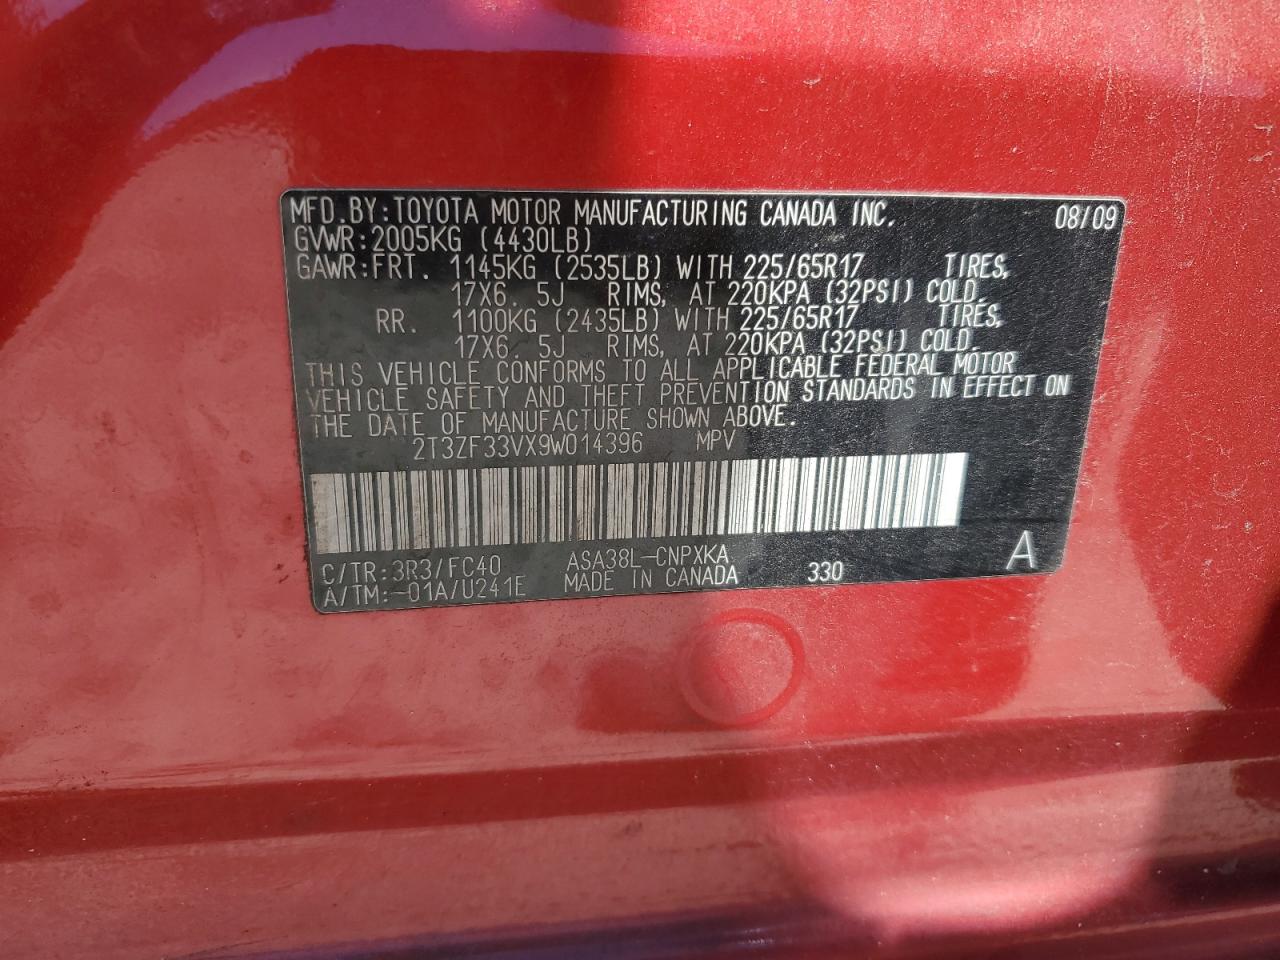 MFD.BY:TOYOTA MOTOR MANUFACTURING CANADA INC. 08/09
GVWR:2005KG (4430LB)
GAWR:FRT. 1145KG (2535LB) WITH 225/65R17 TIRES,
17X6. 5J RIMS, AT 220KPA (32PSI) COLD.
RR. 1100KG (2435LB) WITH 225/65R17 TIRES,
17X6. 5J RIMS, AT 220KPA (32PSI) COLD.
THIS VEHICLE CONFORMS TO ALL APPLICABLE FEDERAL MOTOR
VEHICLE SAFETY AND THEFT PREVENTION STANDARDS IN EFFECT ON
THE DATE OF MANUFACTURE SHOWN ABOVE.
2T3ZF33VX9W014396 MPV
C/TR:3R3/FC40 ASA38L-CNPXKA
A/TM:-01A/U241E MADE IN CANADA 330 A